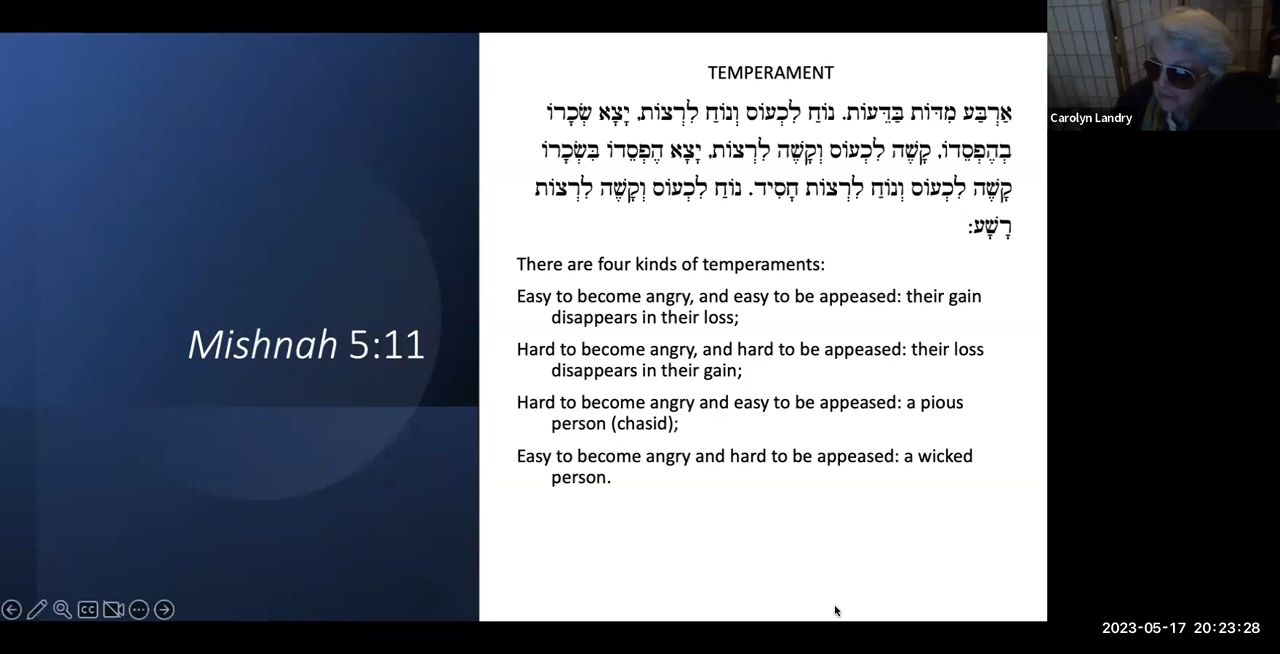 Mishnah 5:11
TEMPERAMENT
אַרְבַּע מִדּוֹת בַּדֵּעוֹת. נוֹחַ לִכְעוֹס וְנוֹחַ לִרְצוֹת, יָצָא שְׂכָרוֹ
בְהֶפְסֵדוֹ, קָשֶׁה לִכְעוֹס וְקָשֶׁה לִרְצוֹת, יָצָא הֶפְסֵדוֹ בִּשְׂכָרוֹ
קָשֶׁה לִכְעוֹס וְנוֹחַ לִרְצוֹת חָסִיד. נוֹחַ לִכְעוֹס וְקָשֶׁה לִרְצוֹת
רָשָׁע:
There are four kinds of temperaments:
Easy to become angry, and easy to be appeased: their gain
disappears in their loss;
Hard to become angry, and hard to be appeased: their loss
disappears in their gain;
Hard to become angry and easy to be appeased: a pious
person (chasid);
Easy to become angry and hard to be appeased: a wicked
person.
Carolyn Landry
CC
2023-05-17 20:23:28